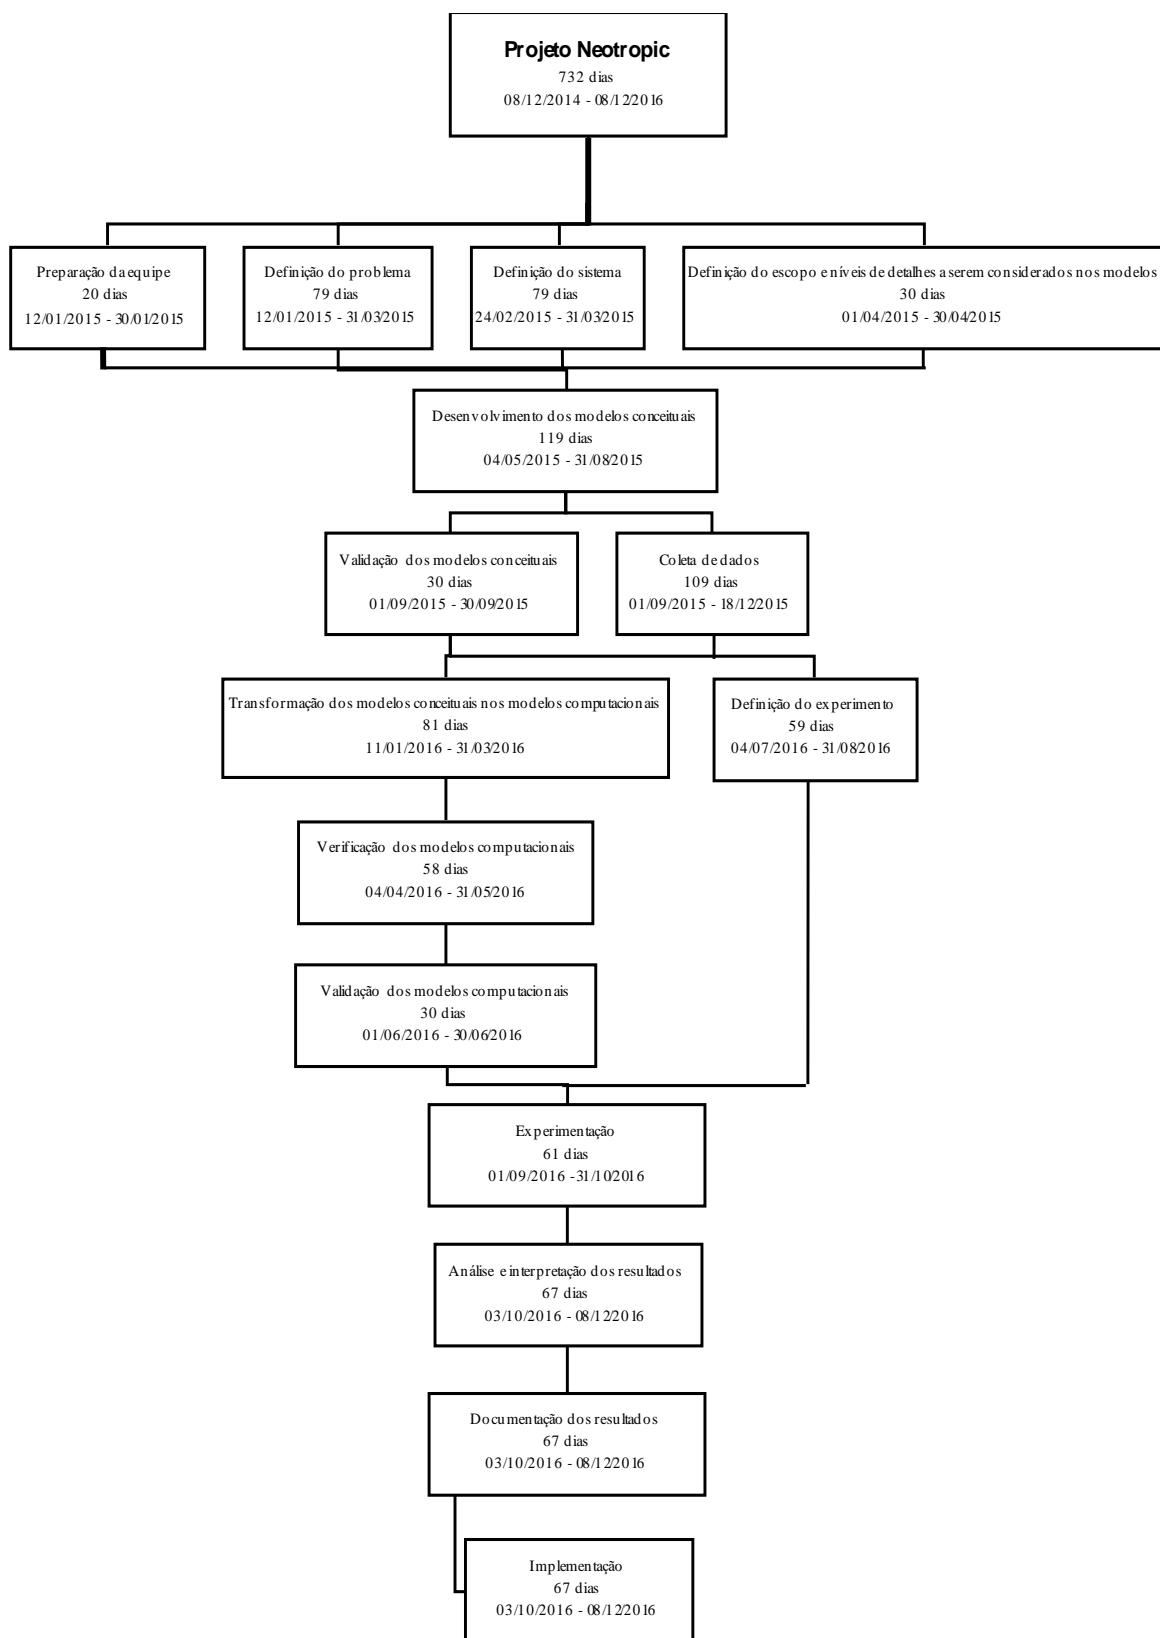 Projeto Neotropic
732 dias
08/12/2014 - 08/12/2016
Preparação da equipe
20 dias
12/01/2015 - 30/01/2015
Definição do problema
79 dias
12/01/2015 - 31/03/2015
Definição do sistema
79 dias
24/02/2015 - 31/03/2015
Definição do escopo e níveis de detalhes a serem considerados nos modelos
30 dias
01/04/2015 - 30/04/2015
Desenvolvimento dos modelos conceituais
119 dias
04/05/2015 - 31/08/2015
Validação dos modelos conceituais
30 dias
01/09/2015 - 30/09/2015
Coleta de dados
109 dias
01/09/2015 - 18/12/2015
Transformação dos modelos conceituais nos modelos computacionais
81 dias
11/01/2016 - 31/03/2016
Definição do experimento
59 dias
04/07/2016 - 31/08/2016
Verificação dos modelos computacionais
58 dias
04/04/2016 - 31/05/2016
Validação dos modelos computacionais
30 dias
01/06/2016 - 30/06/2016
Experimentação
61 dias
01/09/2016 -31/10/2016
Análise e interpretação dos resultados
67 dias
03/10/2016 - 08/12/2016
Documentação dos resultados
67 dias
03/10/2016 - 08/12/2016
Implementação
67 dias
03/10/2016 - 08/12/2016